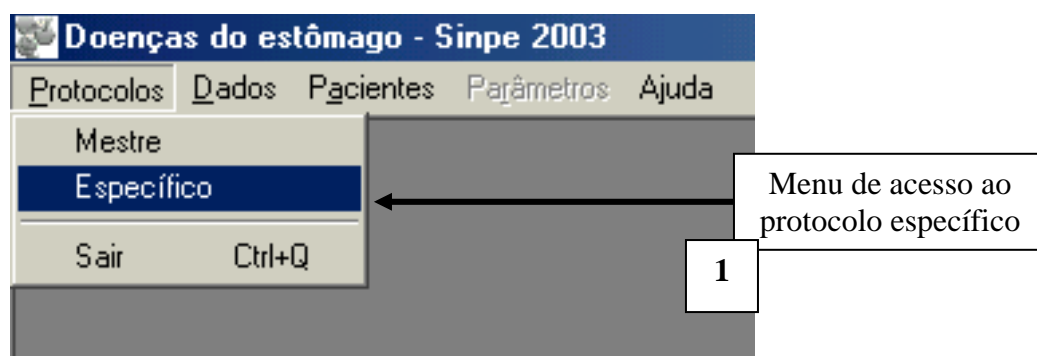 Doenças do estômago - Sinpe 2003
Protocolos Dados Pacientes Parâmetros Ajuda
Mestre
Específico
Menu de acesso ao
protocolo específico
Sair Ctrl+Q
1